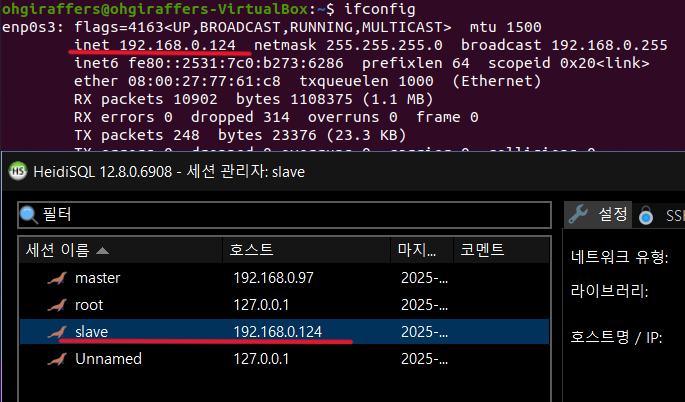 ohgiraffers@ohgiraffers-VirtualBox:~$ ifconfig
enp0s3: flags=4163<UP,BROADCAST,RUNNING,MULTICAST>  mtu 1500
inet 192.168.0.124  netmask 255.255.255.0  broadcast 192.168.0.255
inet6 fe80::2531:7c0:b273:6286  prefixlen 64  scopeid 0x20<link>
ether 08:00:27:77:61:c8  txqueuelen 1000  (Ethernet)
RX packets 10902  bytes 1108375 (1.1 MB)
RX errors 0  dropped 314  overruns 0  frame 0
TX packets 248  bytes 23376 (23.3 KB)
HeidiSQL 12.8.0.6908 - 세션 관리자: slave
필터
설정 SS
세션 이름 호스트 마지... 코멘트
네트워크 유형:
master 192.168.0.97 2025-...
라이브러리:
root 127.0.0.1 2025-...
slave 192.168.0.124 2025-...
호스트명 / IP:
Unnamed 127.0.0.1 2025-...